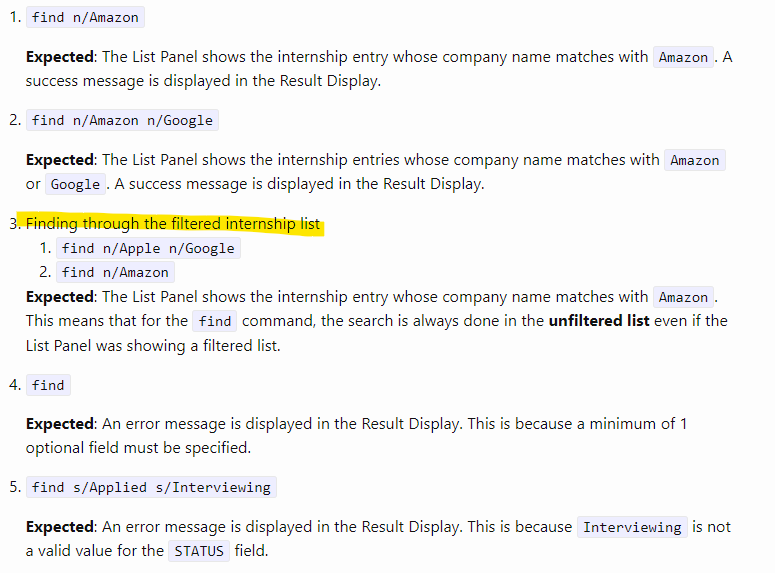 1. find n/Amazon
Expected: The List Panel shows the internship entry whose company name matches with Amazon . A
success message is displayed in the Result Display.
2. find n/Amazon n/Google
Expected: The List Panel shows the internship entries whose company name matches with Amazon
or Google . A success message is displayed in the Result Display.
3. Finding through the filtered internship list
1. find n/Apple n/Google
2. find n/Amazon
Expected: The List Panel shows the internship entry whose company name matches with Amazon .
This means that for the find command, the search is always done in the unfiltered list even if the
List Panel was showing a filtered list.
4. find
Expected: An error message is displayed in the Result Display. This is because a minimum of 1
optional field must be specified.
5. find s/Applied s/Interviewing
Expected: An error message is displayed in the Result Display. This is because Interviewing is not
a valid value for the STATUS field.